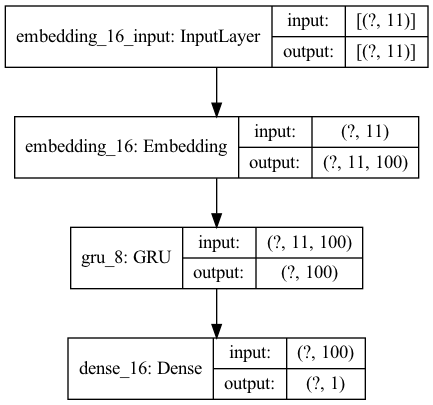 embedding_16_input: InputLayer
input: [(?, 11)]
output: [(?, 11)]
embedding_16: Embedding
input: (?, 11)
output: (?, 11, 100)
gru_8: GRU
input: (?, 11, 100)
output: (?, 100)
dense_16: Dense
input: (?, 100)
output: (?, 1)